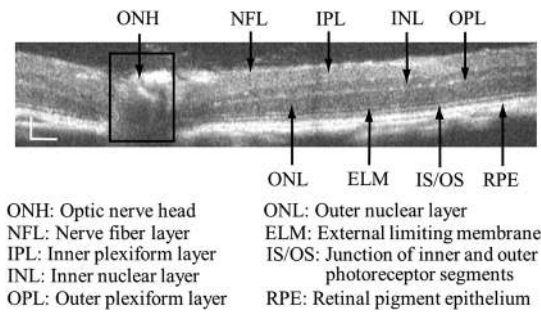 ONH NFL IPL INL OPL
ONL ELM IS/OS RPE
ONH: Optic nerve head
NFL: Nerve fiber layer
IPL: Inner plexiform layer
INL: Inner nuclear layer
OPL: Outer plexiform layer
ONL: Outer nuclear layer
ELM: External limiting membrane
IS/OS: Junction of inner and outer
photoreceptor segments
RPE: Retinal pigment epithelium